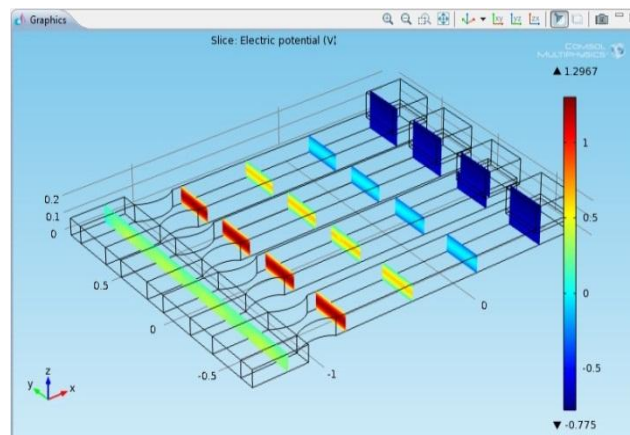 Graphics
Slice: Electric potential (V)
COMSOL
MULTIPHYSICS
▲ 1.2967
1
0.5
0
-0.5
▼ -0.775
0.2
0.1
0
0.5
0
-0.5
-1
0
z
y
x